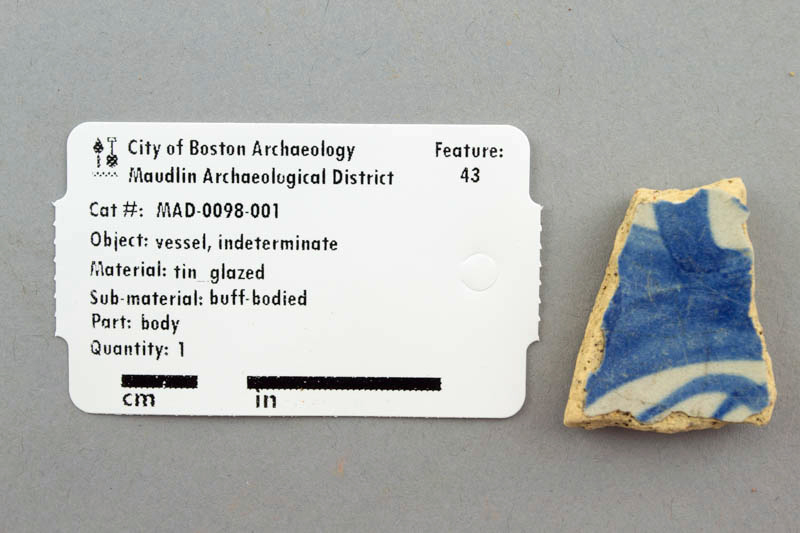 City of Boston Archaeology
Maudlin Archaeological District
Feature:
43
Cat #: MAD-0098-001
Object: vessel, indeterminate
Material: tin_glazed
Sub-material: buff-bodied
Part: body
Quantity: 1
cm in